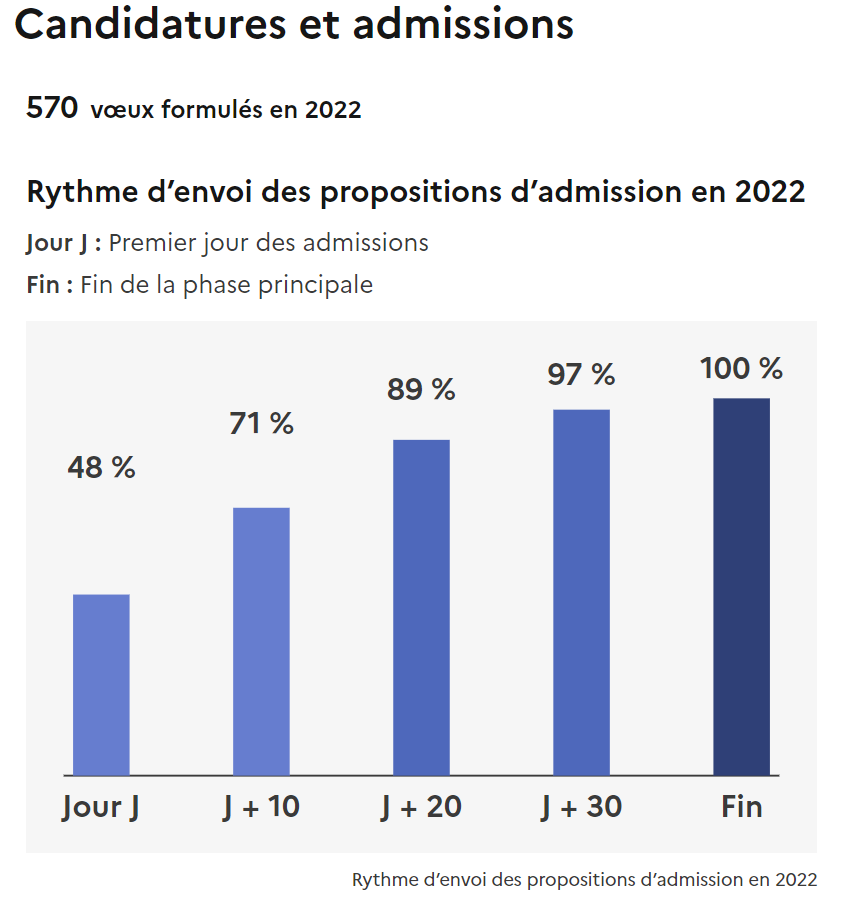 Candidatures et admissions
570 vœux formulés en 2022
Rythme d’envoi des propositions d’admission en 2022
Jour J : Premier jour des admissions
Fin : Fin de la phase principale
48 % 71 % 89 % 97 % 100 %
Jour J J + 10 J + 20 J + 30 Fin
Rythme d’envoi des propositions d’admission en 2022